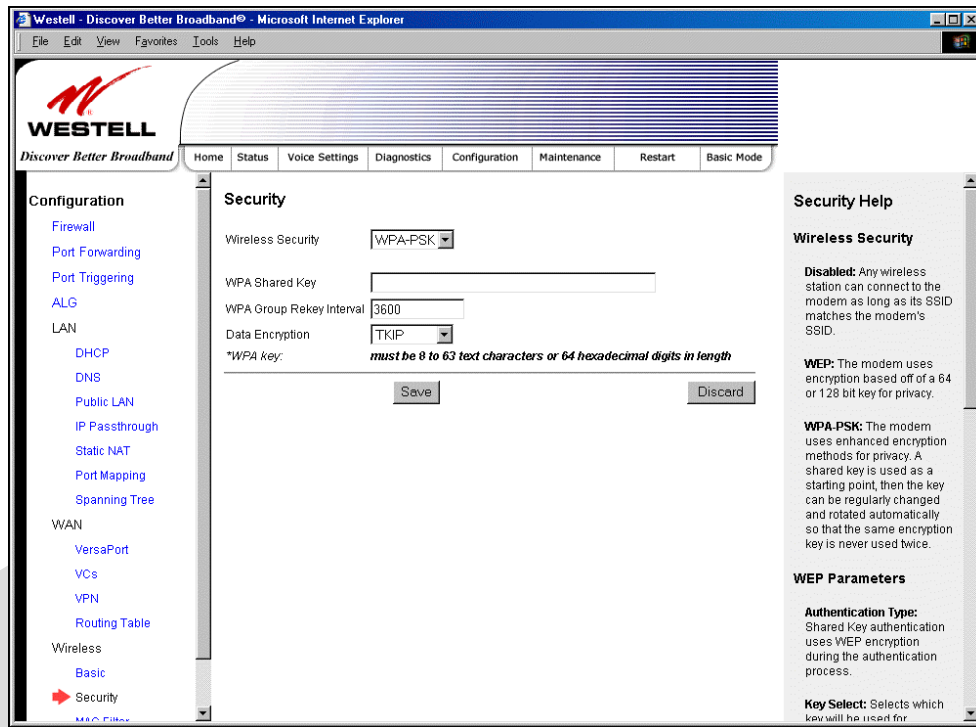 Westell - Discover Better Broadband® - Microsoft Internet Explorer
File Edit View Favorites Tools Help
WESTELL
Discover Better Broadband
Home Status Voice Settings Diagnostics Configuration Maintenance Restart Basic Mode
Configuration
Firewall
Port Forwarding
Port Triggering
ALG
LAN
DHCP
DNS
Public LAN
IP Passthrough
Static NAT
Port Mapping
Spanning Tree
WAN
VersaPort
VCs
VPN
Routing Table
Wireless
Basic
Security
MAC Filter
Security
Wireless Security WPA-PSK
WPA Shared Key
WPA Group Rekey Interval 3600
Data Encryption TKIP
*WPA key: must be 8 to 63 text characters or 64 hexadecimal digits in length
Save Discard
Security Help
Wireless Security
Disabled: Any wireless
station can connect to the
modem as long as its SSID
matches the modem's
SSID.
WEP: The modem uses
encryption based off of a 64
or 128 bit key for privacy.
WPA-PSK: The modem
uses enhanced encryption
methods for privacy. A
shared key is used as a
starting point, then the key
can be regularly changed
and rotated automatically
so that the same encryption
key is never used twice.
WEP Parameters
Authentication Type:
Shared Key authentication
uses WEP encryption
during the authentication
process.
Key Select: Selects which
key will be used for